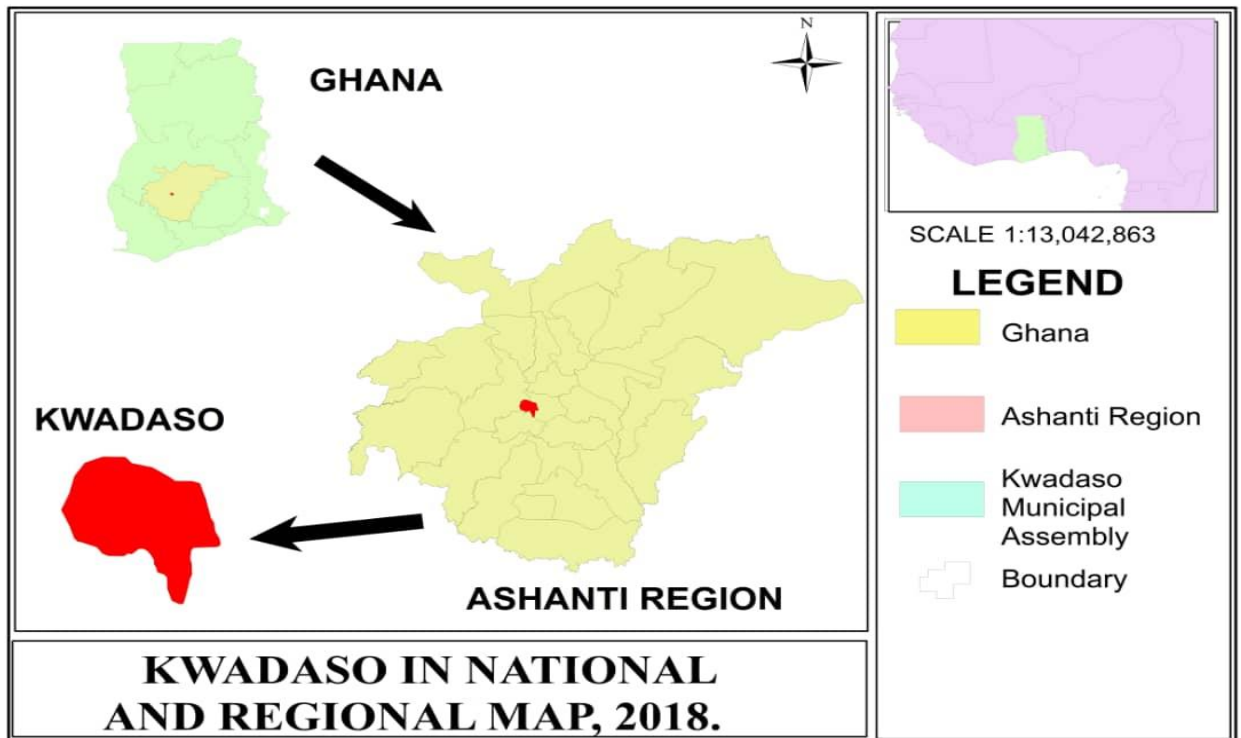 GHANA
N
KWADASO
ASHANTI REGION
KWADASO IN NATIONAL
AND REGIONAL MAP, 2018.
SCALE 1:13,042,863
LEGEND
Ghana
Ashanti Region
Kwadaso
Municipal
Assembly
Boundary